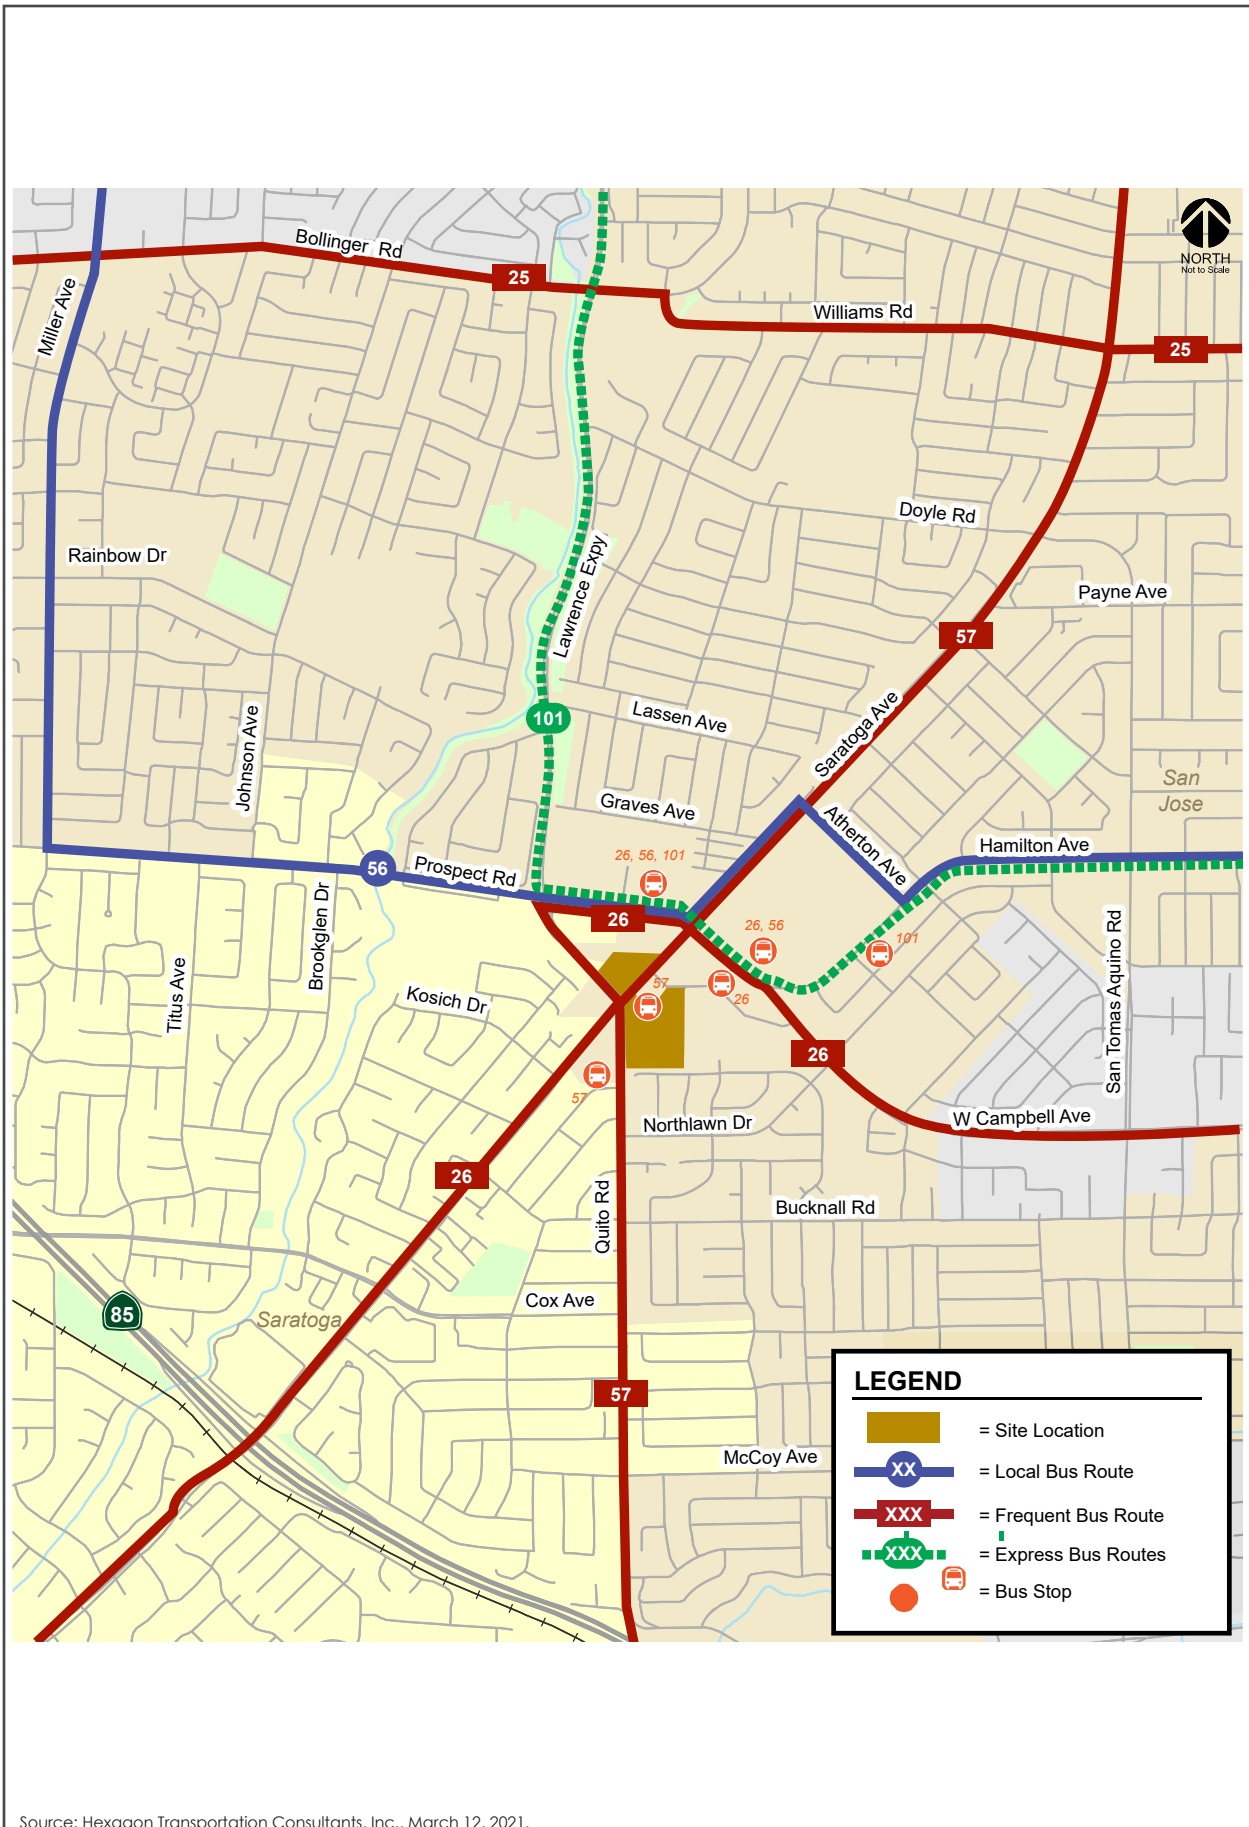 NORTH
Not to Scale
Bollinger Rd
25
Miller Ave
Williams Rd
25
Doyle Rd
Rainbow Dr
Lawrence Expy
Payne Ave
57
101
Lassen Ave
Saratoga Ave
Johnson Ave
San
Jose
Graves Ave
Atherton Ave
Hamilton Ave
26, 56, 101
56
Prospect Rd
26
26, 56
101
Brookglen Dr
San Tomas Aquino Rd
Titus Ave
Kosich Dr
57
26
26
57
Northlawn Dr
W Campbell Ave
26
Quito Rd
Bucknall Rd
Cox Ave
85
Saratoga
57
McCoy Ave
LEGEND
= Site Location
XX = Local Bus Route
XXX = Frequent Bus Route
XXX = Express Bus Routes
= Bus Stop
Source: Hexagon Transportation Consultants, Inc., March 12, 2021.